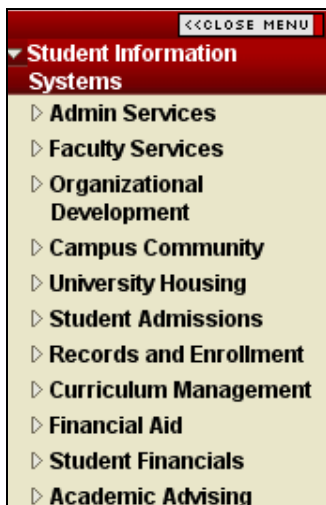 <<CLOSE MENU
Student Information
Systems
Admin Services
Faculty Services
Organizational
Development
Campus Community
University Housing
Student Admissions
Records and Enrollment
Curriculum Management
Financial Aid
Student Financials
Academic Advising